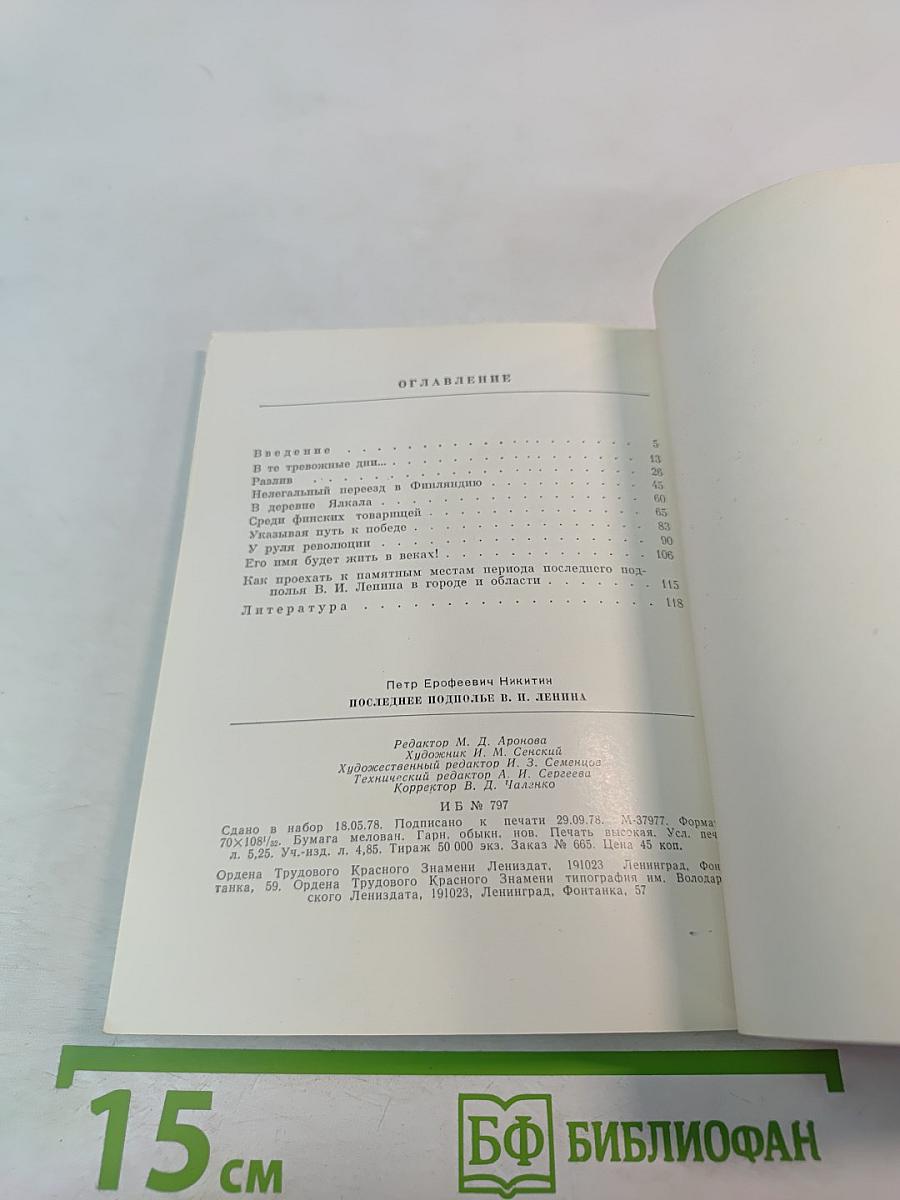 ОГЛАВЛЕНИЕ
Введение . . . . . . . . . . . . . . . . . . . 5
В те тревожные дни... . . . . . . . . . . . . . . . . 13
Разлив . . . . . . . . . . . . . . . . . . . . 26
Нелегальный переезд в Финляндию . . . . . . . . . . 45
В деревне Ялкала . . . . . . . . . . . . . . . . . 60
Среди финских товарищей . . . . . . . . . . . . . . 65
Указывая путь к победе . . . . . . . . . . . . . . . 83
У руля революции . . . . . . . . . . . . . . . . . 90
Его имя будет жить в веках! . . . . . . . . . . . . . 106
Как проехать к памятным местам периода последнего под-
полья В. И. Ленина в городе и области . . . . . . . 115
Литература . . . . . . . . . . . . . . . . . . 118
Петр Ерофеевич Никитин
ПОСЛЕДНЕЕ ПОДПОЛЬЕ В. И. ЛЕНИНА
Редактор М. Д. Аронова
Художник И. М. Сенский
Художественный редактор И. З. Семенцов
Технический редактор А. И. Сергеева
Корректор В. Д. Чаленко
ИБ № 797
Сдано в набор 18.05.78. Подписано к печати 29.09.78. М-37977. Формат
70×108¹/₃₂. Бумага мелован. Гарн. обыкн. нов. Печать высокая. Усл. печ.
л. 5,25. Уч.-изд. л. 4,85. Тираж 50 000 экз. Заказ № 665. Цена 45 коп.
Ордена Трудового Красного Знамени Лениздат, 191023 Ленинград, Фон-
танка, 59. Ордена Трудового Красного Знамени типография им. Володар-
ского Лениздата, 191023, Ленинград, Фонтанка, 57
15 см
БФ БИБЛИОФАН